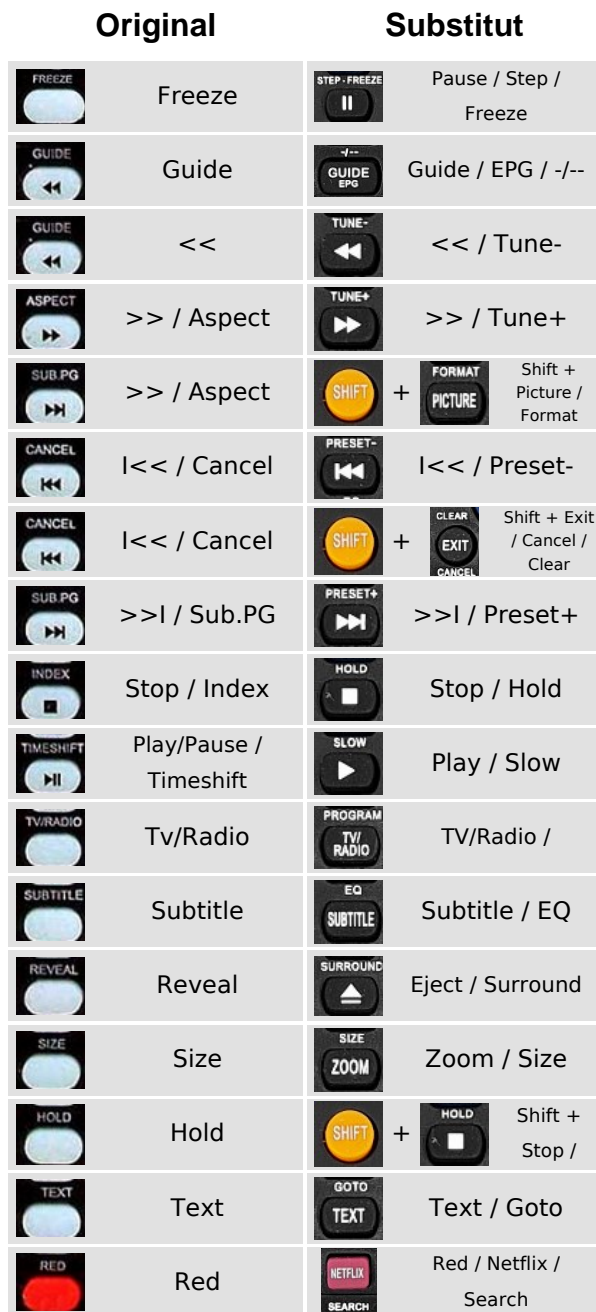 Original Substitut
FREEZE Freeze STEP-FREEZE Pause / Step /
Freeze
GUIDE Guide -/-- GUIDE EPG Guide / EPG / -/--
GUIDE << TUNE- << / Tune-
ASPECT >> / Aspect TUNE+ >> / Tune+
SUB.PG >> / Aspect SHIFT + FORMAT PICTURE Shift +
Picture /
Format
CANCEL I<< / Cancel PRESET- I<< / Preset-
CANCEL I<< / Cancel SHIFT + CLEAR EXIT CANCEL Shift + Exit
/ Cancel /
Clear
SUB.PG >>I / Sub.PG PRESET+ >>I / Preset+
INDEX Stop / Index HOLD Stop / Hold
TIMESHIFT Play/Pause /
Timeshift SLOW Play / Slow
TV/RADIO Tv/Radio PROGRAM TV/ RADIO TV/Radio /
SUBTITLE Subtitle EQ SUBTITLE Subtitle / EQ
REVEAL Reveal SURROUND Eject / Surround
SIZE Size SIZE ZOOM Zoom / Size
HOLD Hold SHIFT + HOLD Shift +
Stop /
TEXT Text GOTO TEXT Text / Goto
RED Red NETFLIX SEARCH Red / Netflix /
Search